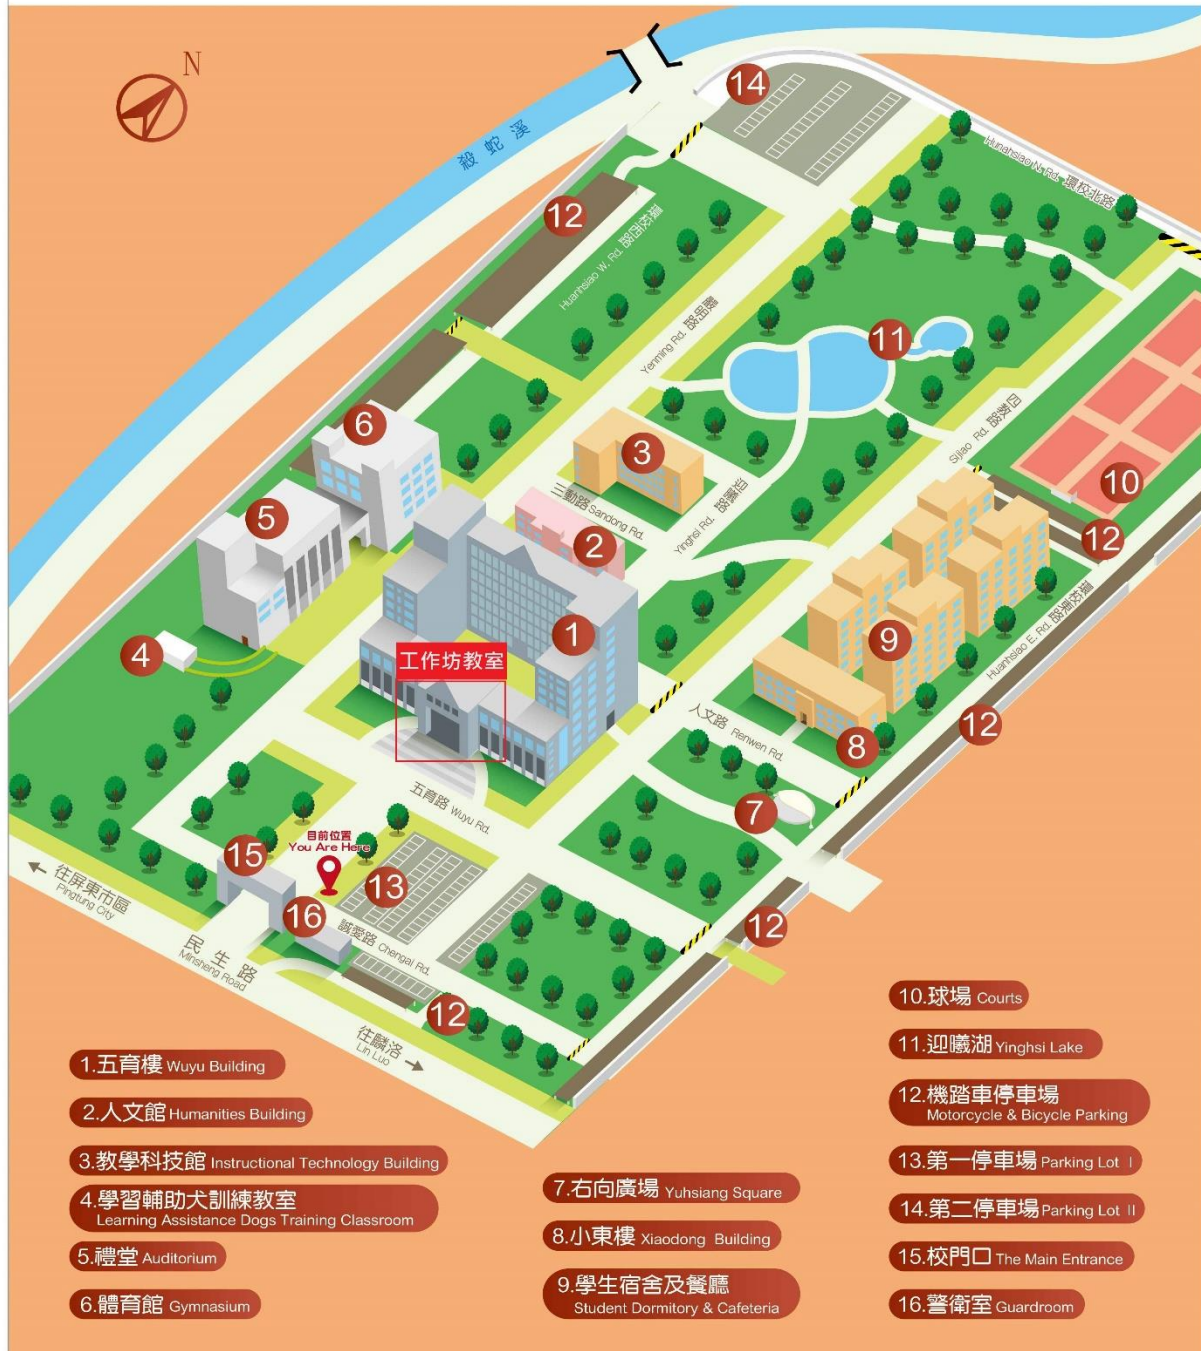 N
殺蛇溪
14
Hunahsiao N. Rd. 環校北路
12
環校西路
Huanhsiao W. Rd.
11
Yenming Rd. 嚴明路
6
3
四教路
Sijiao Rd.
10
5
三動路 Sandong Rd.
迎曦路
Yinghsi Rd.
2
12
1
9
環校東路
Huanhsiao E. Rd.
4
工作坊教室
人文路 Renwen Rd.
12
8
7
五育路 Wuyu Rd.
目前位置
You Are Here
15
13
往屏東市區
Pingtung City
16
誠愛路 Chengai Rd.
12
民生路
Minsheng Road
12
往麟洛
Lin Luo
1.五育樓 Wuyu Building
2.人文館 Humanities Building
3.教學科技館 Instructional Technology Building
4.學習輔助犬訓練教室
Learning Assistance Dogs Training Classroom
5.禮堂 Auditorium
6.體育館 Gymnasium
7.右向廣場 Yuhsiang Square
8.小東樓 Xiaodong Building
9.學生宿舍及餐廳
Student Dormitory & Cafeteria
10.球場 Courts
11.迎曦湖 Yinghsi Lake
12.機踏車停車場
Motorcycle & Bicycle Parking
13.第一停車場 Parking Lot Ⅰ
14.第二停車場 Parking Lot Ⅱ
15.校門口 The Main Entrance
16.警衛室 Guardroom